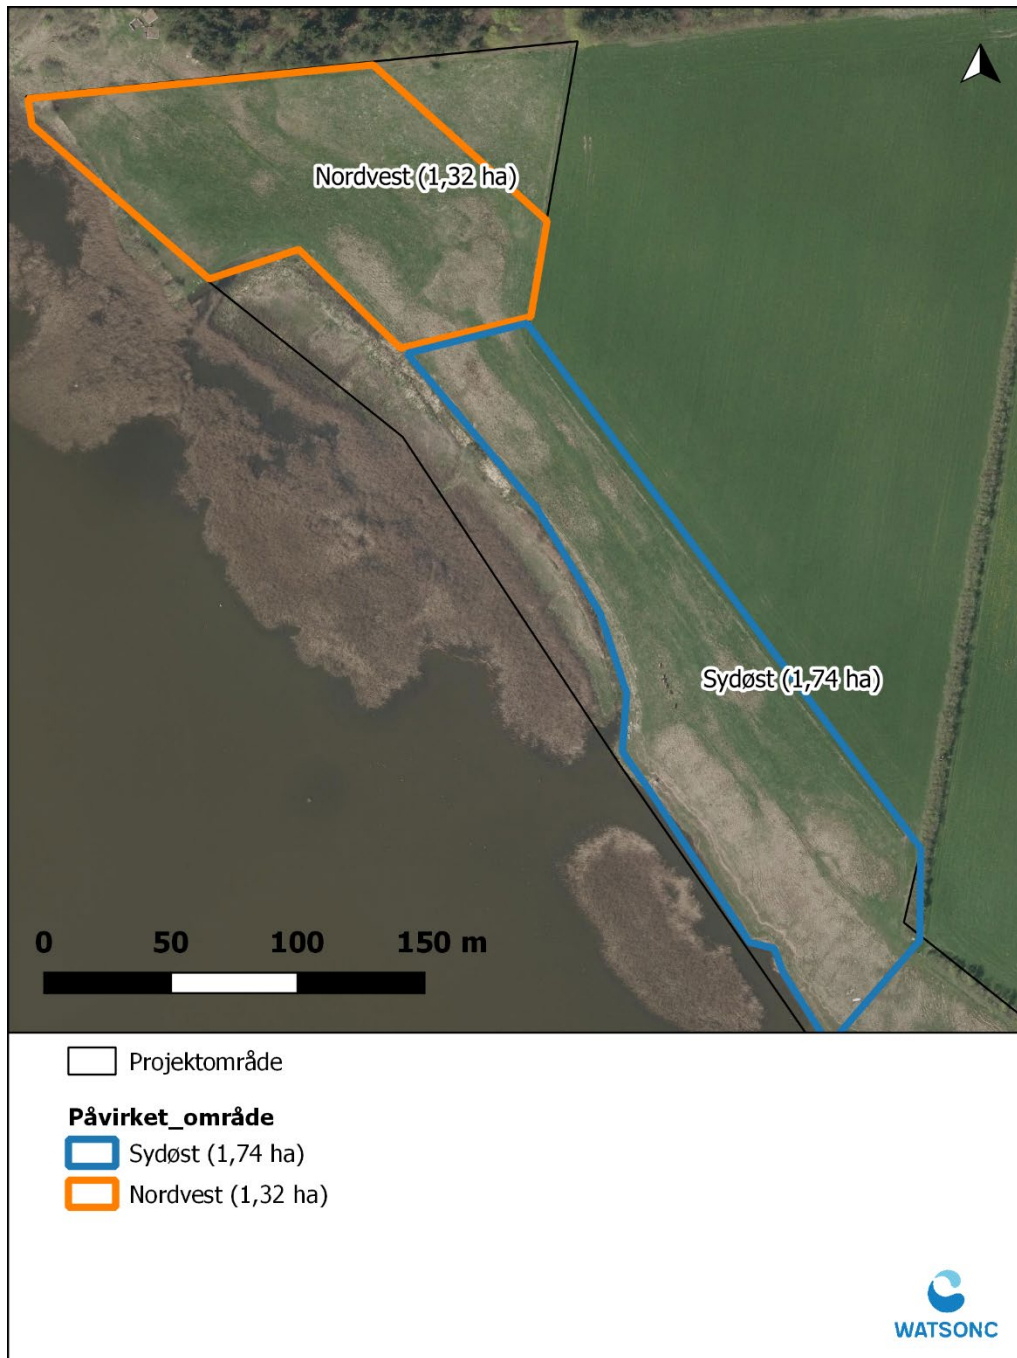 Nordvest (1,32 ha)
Sydøst (1,74 ha)
0 50 100 150 m
Projektområde
Påvirket_område
Sydøst (1,74 ha)
Nordvest (1,32 ha)
WATSONC